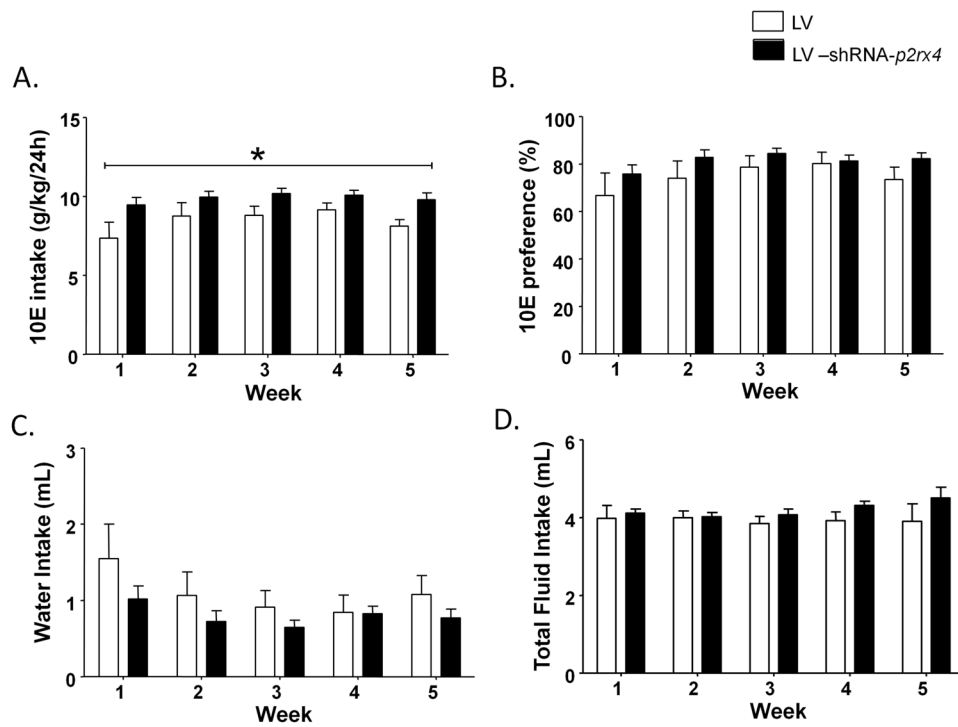 LV
LV –shRNA-p2rx4
A.
10E intake (g/kg/24h)
15
10
5
0
*
1 2 3 4 5
Week
B.
10E preference (%)
100
80
60
40
20
0
1 2 3 4 5
Week
C.
Water Intake (mL)
3
2
1
0
1 2 3 4 5
Week
D.
Total Fluid Intake (mL)
6
4
2
0
1 2 3 4 5
Week